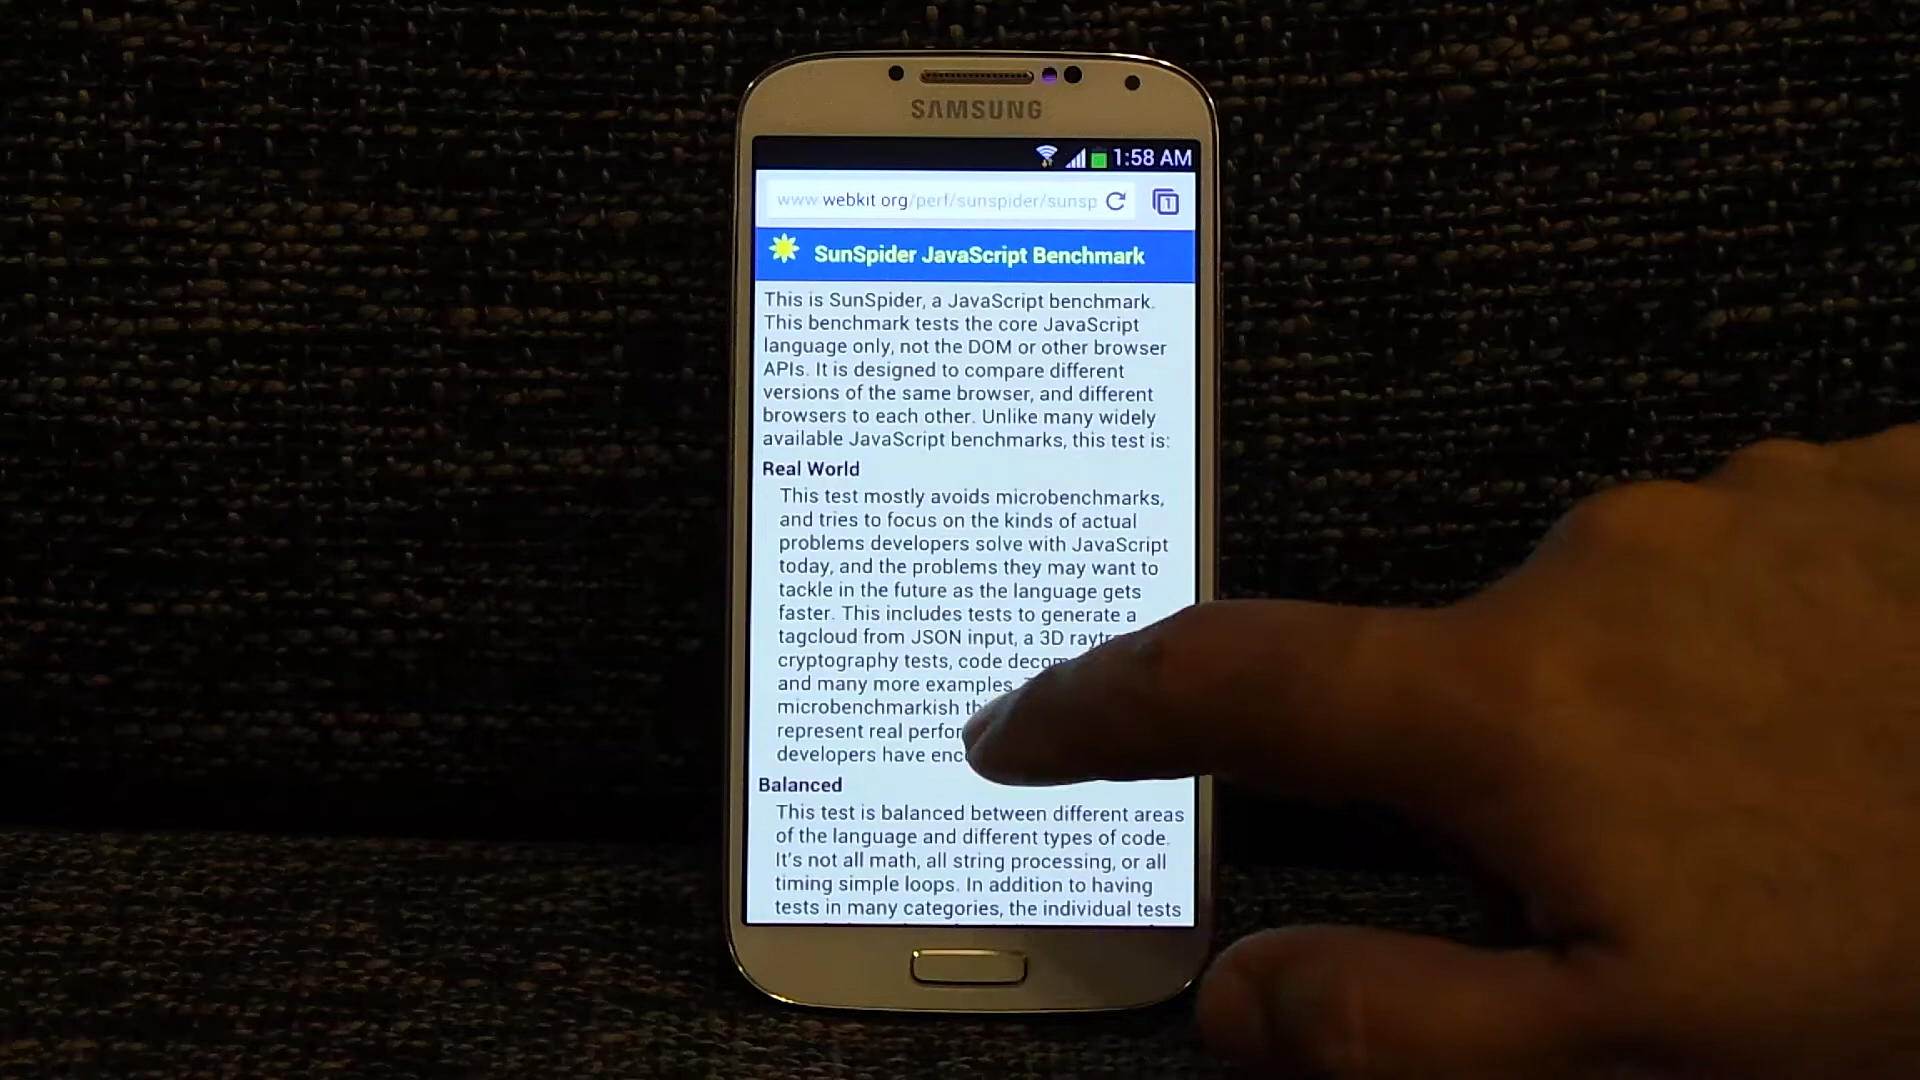 SAMSUNG
1:58 AM
www.webkit.org/perf/sunspider/sunsp
1
SunSpider JavaScript Benchmark
This is SunSpider, a JavaScript benchmark.
This benchmark tests the core JavaScript
language only, not the DOM or other browser
APIs. It is designed to compare different
versions of the same browser, and different
browsers to each other. Unlike many widely
available JavaScript benchmarks, this test is:
Real World
This test mostly avoids microbenchmarks,
and tries to focus on the kinds of actual
problems developers solve with JavaScript
today, and the problems they may want to
tackle in the future as the language gets
faster. This includes tests to generate a
tagcloud from JSON input, a 3D
cryptography tests, code
and many more examples.
microbenchmarkish
represent real
developers have
Balanced
This test is balanced between different areas
of the language and different types of code.
It's not all math, all string processing, or all
timing simple loops. In addition to having
tests in many categories, the individual tests